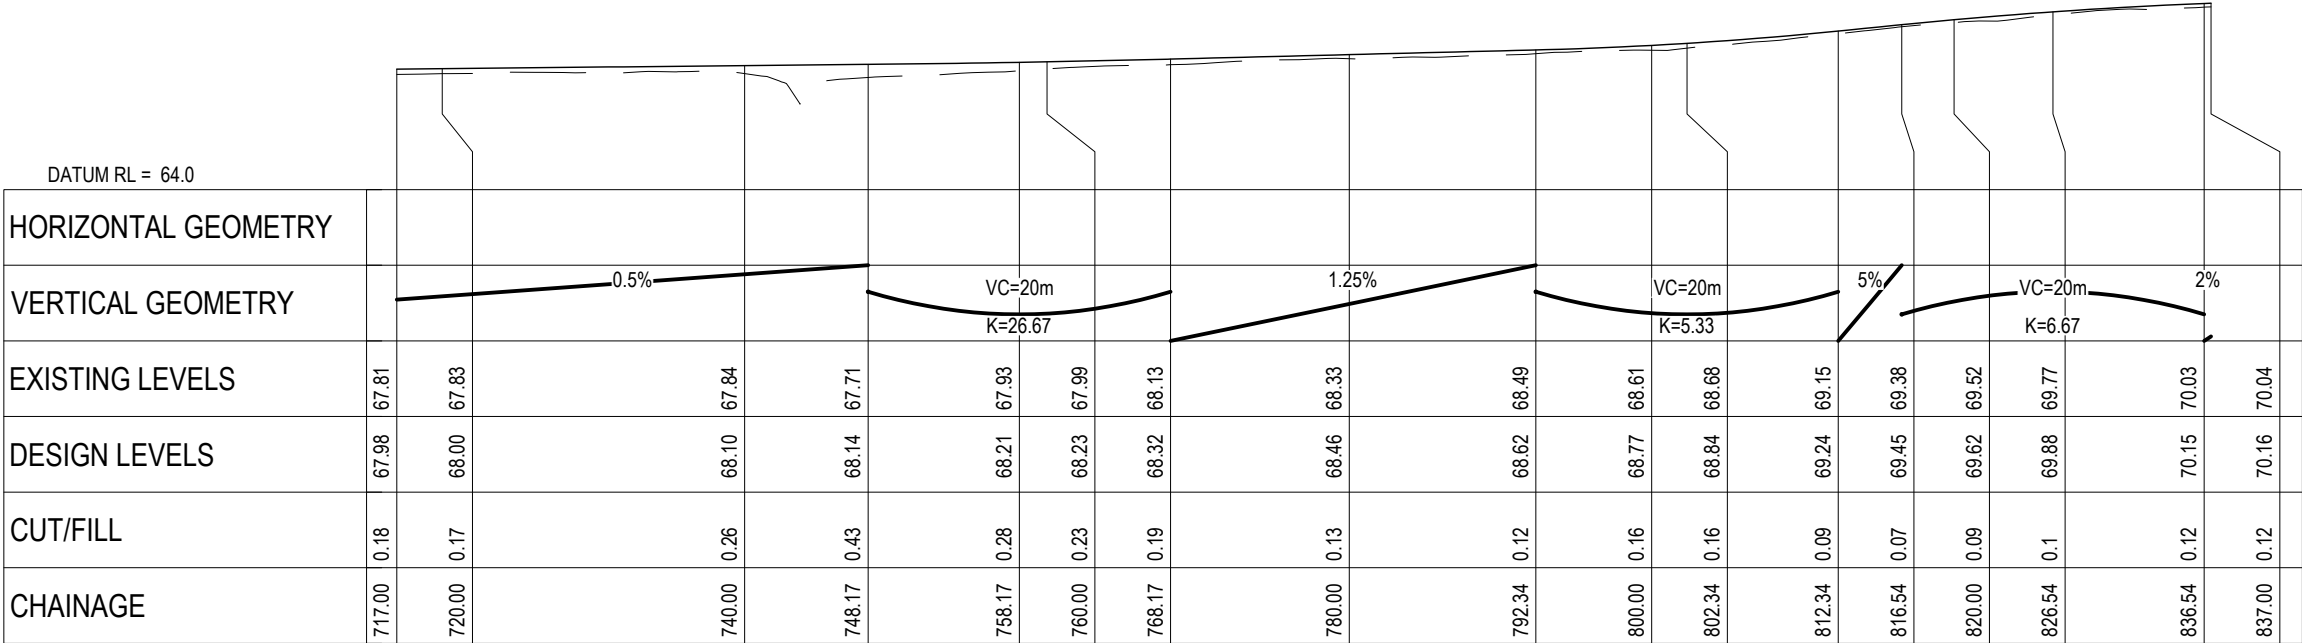 DATUM RL = 64.0
HORIZONTAL GEOMETRY
VERTICAL GEOMETRY 0.5% VC=20m K=26.67 1.25% VC=20m K=5.33 5% VC=20m K=6.67 2%
EXISTING LEVELS 67.81 67.83 67.84 67.71 67.93 67.99 68.13 68.33 68.49 68.61 68.68 69.15 69.38 69.52 69.77 70.03 70.04
DESIGN LEVELS 67.98 68.00 68.10 68.14 68.21 68.23 68.32 68.46 68.62 68.77 68.84 69.24 69.45 69.62 69.88 70.15 70.16
CUT/FILL 0.18 0.17 0.26 0.43 0.28 0.23 0.19 0.13 0.12 0.16 0.16 0.09 0.07 0.09 0.1 0.12 0.12
CHAINAGE 717.00 720.00 740.00 748.17 758.17 760.00 768.17 780.00 792.34 800.00 802.34 812.34 816.54 820.00 826.54 836.54 837.00